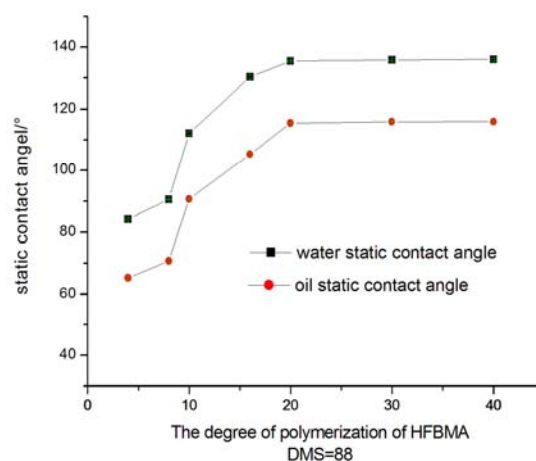 static contact angel/°
140
120
100
80
60
40
water static contact angle
oil static contact angle
0
10
20
30
40
The degree of polymerization of HFBMA
DMS=88